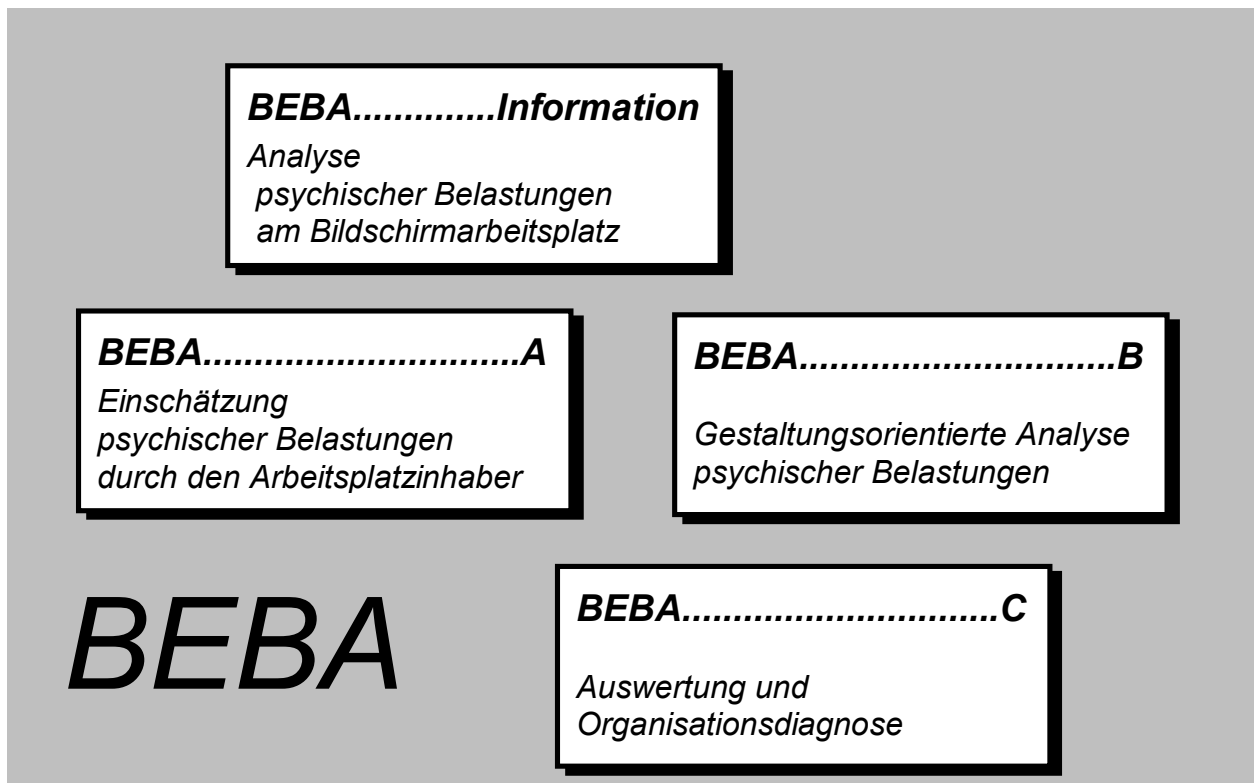 BEBA..............Information
Analyse
psychischer Belastungen
am Bildschirmarbeitsplatz
BEBA...............................A
Einschätzung
psychischer Belastungen
durch den Arbeitsplatzinhaber
BEBA...............................B
Gestaltungsorientierte Analyse
psychischer Belastungen
BEBA
BEBA...............................C
Auswertung und
Organisationsdiagnose